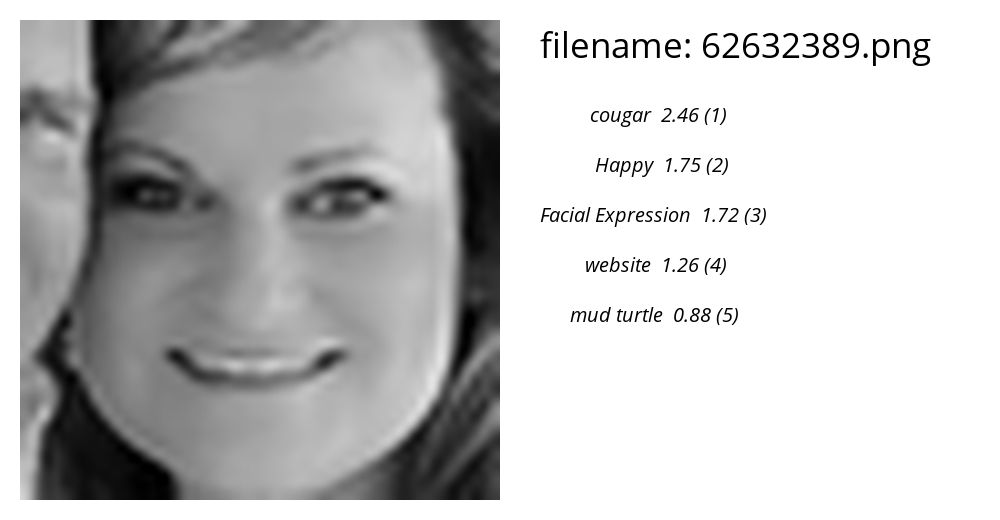 filename: 62632389.png
cougar 2.46 (1)
Happy 1.75 (2)
Facial Expression 1.72 (3)
website 1.26 (4)
mud turtle 0.88 (5)